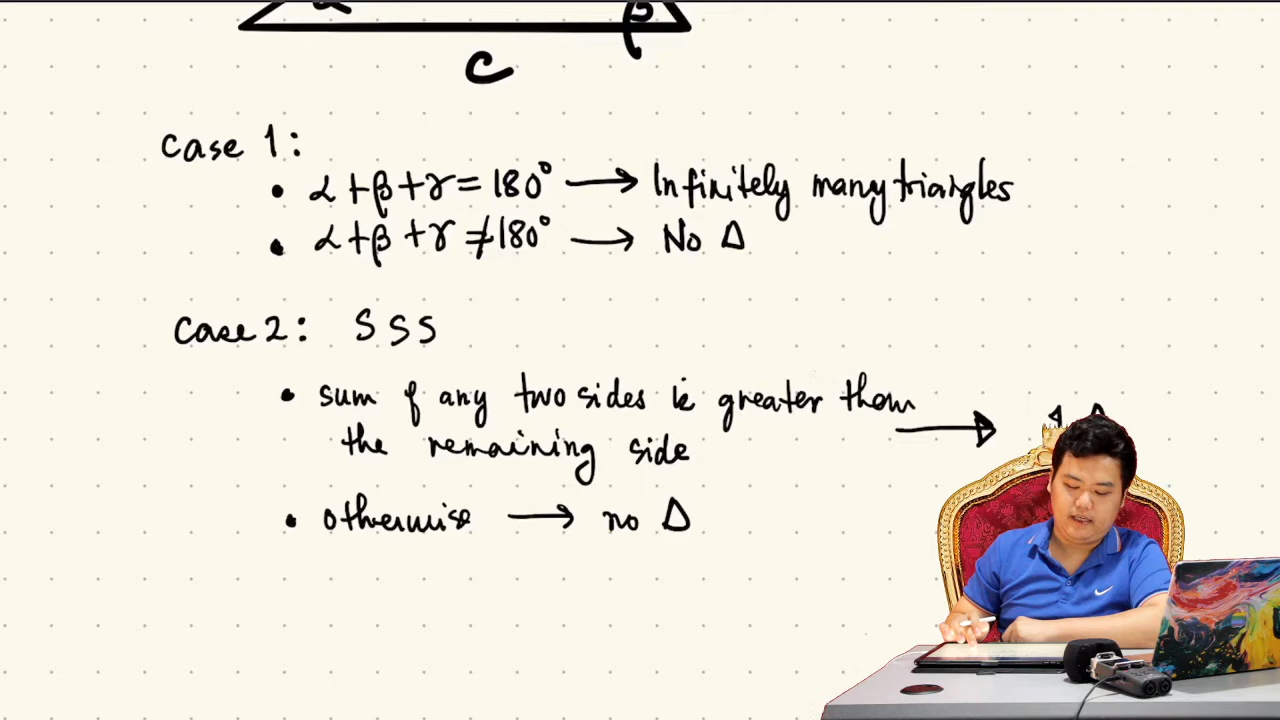 α β
c
Case 1:
• α+β+γ=180° → Infinitely many triangles
• α+β+γ≠180° → No Δ
Case 2: SSS
• sum of any two sides is greater than →
the remaining side
• otherwise → no Δ